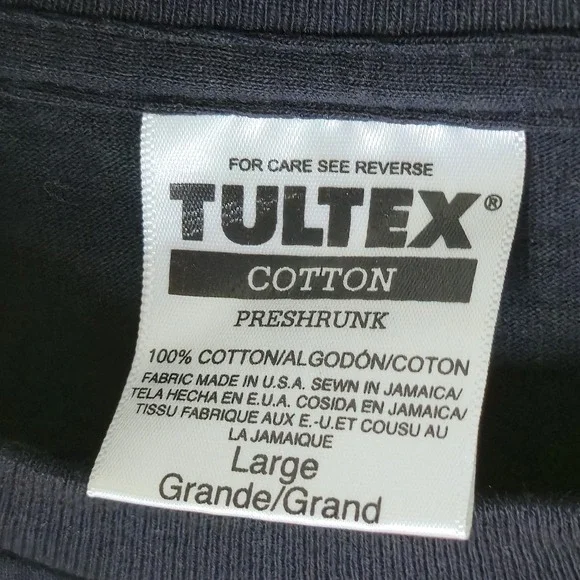 FOR CARE SEE REVERSE
TULTEX®
COTTON
PRESHRUNK
100% COTTON/ALGODÓN/COTON
FABRIC MADE IN U.S.A. SEWN IN JAMAICA/
TELA HECHA EN E.U.A. COSIDA EN JAMAICA/
TISSU FABRIQUE AUX E.-U.ET COUSU AU
LA JAMAIQUE
Large
Grande/Grand